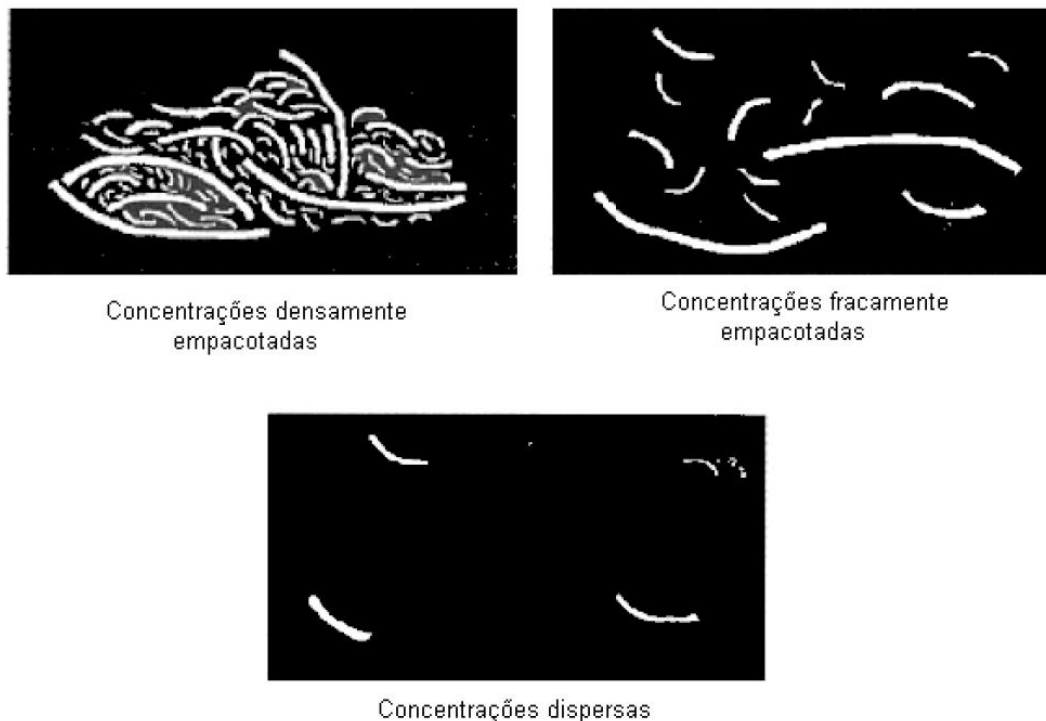 Concentrações densamente
empacotadas
Concentrações fracamente
empacotadas
Concentrações dispersas